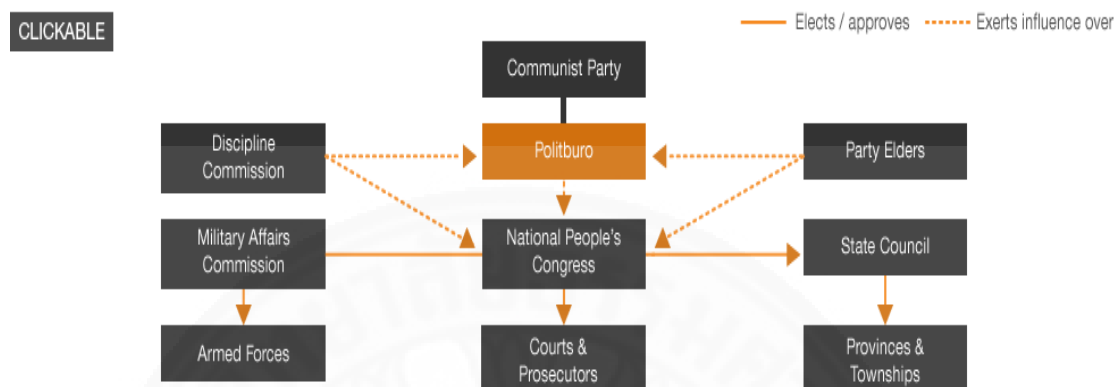 CLICKABLE
Elects / approves
Exerts influence over
Communist Party
Discipline
Commission
Politburo
Party Elders
Military Affairs
Commission
National People's
Congress
State Council
Armed Forces
Courts &
Prosecutors
Provinces &
Townships